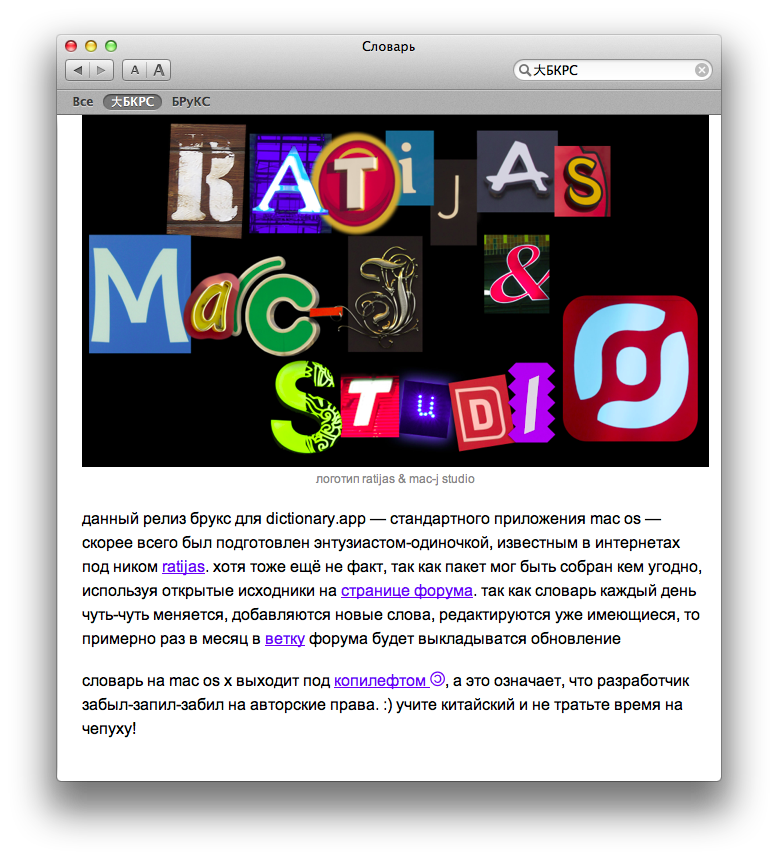 Словарь
A A
大БКРС
Все 大БКРС БРуКС
RATiJAS
Mac-J &
STUDIO
логотип ratijas & mac-j studio
данный релиз брукс для dictionary.app — стандартного приложения mac os —
скорее всего был подготовлен энтузиастом-одиночкой, известным в интернетах
под ником ratijas. хотя тоже ещё не факт, так как пакет мог быть собран кем угодно,
используя открытые исходники на странице форума. так как словарь каждый день
чуть-чуть меняется, добавляются новые слова, редактируются уже имеющиеся, то
примерно раз в месяц в ветку форума будет выкладыватся обновление
словарь на mac os x выходит под копилефтом, а это означает, что разработчик
забыл-запил-забил на авторские права. :) учите китайский и не тратьте время на
чепуху!